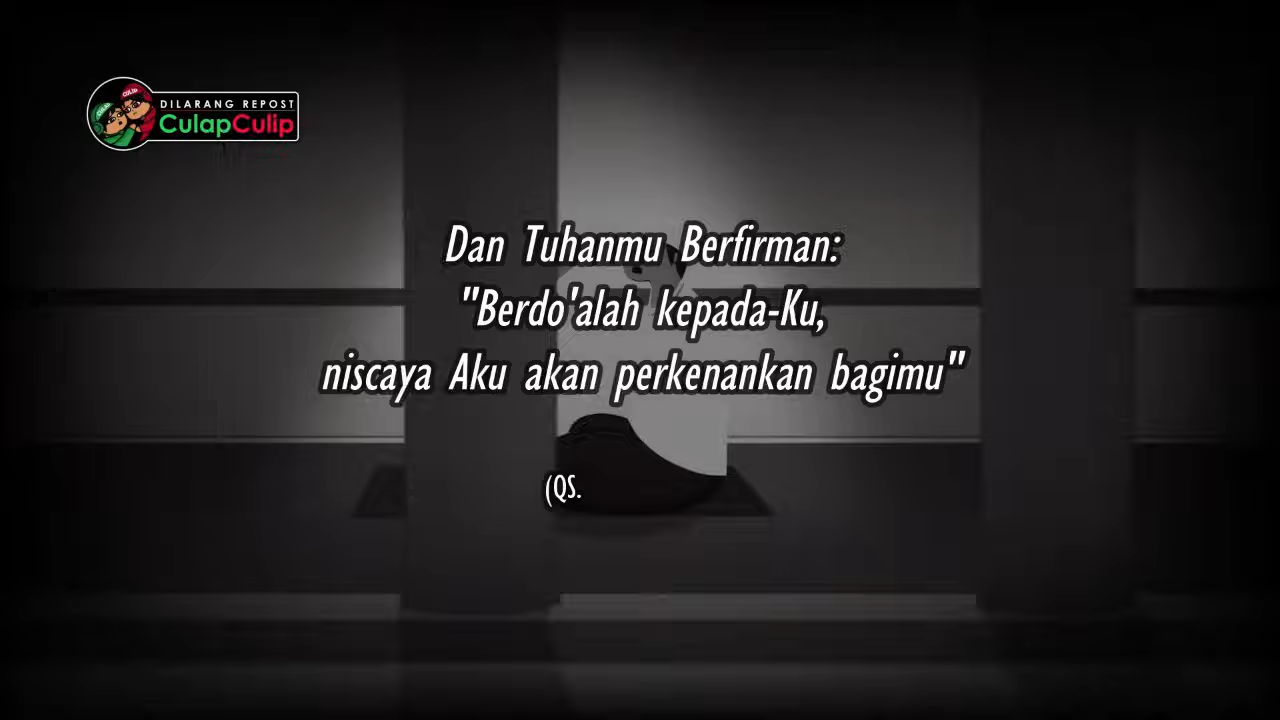 DILARANG REPOST
CulapCulip
Dan Tuhanmu Berfirman:
"Berdo'alah kepada-Ku,
niscaya Aku akan perkenankan bagimu"
(QS.